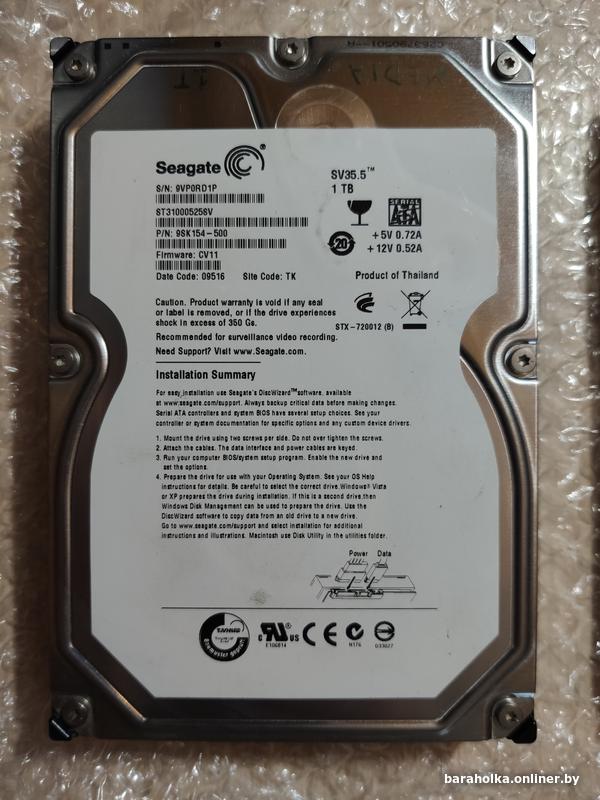 Seagate
SV35.5™
1 TB
S/N: 9VP0RD1P
ST31000525SV
SERIAL
ATA
P/N: 9SK154-500
+5V 0.72A
20
+12V 0.52A
Firmware: CV11
Date Code: 09516 Site Code: TK
Product of Thailand
Caution. Product warranty is void if any seal
or label is removed, or if the drive experiences
shock in excess of 350 Gs.
STX-720012 (B)
Recommended for surveillance video recording.
Need Support? Visit www.Seagate.com.
Installation Summary
For easy installation use Seagate's DiscWizard™ software, available
at www.seagate.com/support. Always backup critical data before making changes.
Serial ATA controllers and system BIOS have several setup choices. See your
controller or system documentation for specific options and any custom device drivers.
1. Mount the drive using two screws per side. Do not over tighten the screws.
2. Attach the cables. The data interface and power cables are keyed.
3. Run your computer BIOS/system setup program. Enable the new drive and
set the options.
4. Prepare the drive for use with your Operating System. See your OS Help
instructions for details. Be careful to select the correct drive. Windows® Vista
or XP prepares the drive during installation. If this is a second drive, then
Windows Disk Management can be used to prepare the drive. Use the
DiscWizard software to copy data from an old drive to a new drive.
Go to www.seagate.com/support and select installation for additional
instructions and illustrations. Macintosh use Disk Utility in the utilities folder.
Power Data
c RU US
E106814
CE
N176
033027
baraholka.onliner.by